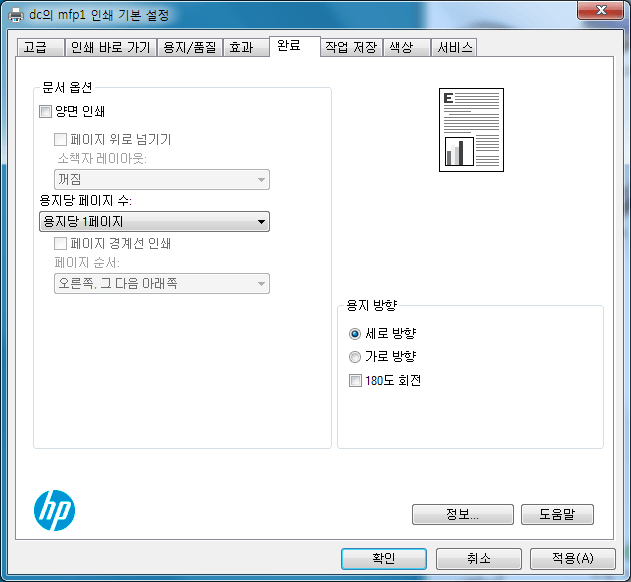 dc의 mfp1 인쇄 기본 설정
고급 인쇄 바로 가기 용지/품질 효과 완료 작업 저장 색상 서비스
문서 옵션
양면 인쇄
페이지 위로 넘기기
소책자 레이아웃:
꺼짐
용지당 페이지 수:
용지당 1페이지
페이지 경계선 인쇄
페이지 순서:
오른쪽, 그 다음 아래쪽
E
용지 방향
세로 방향
가로 방향
180도 회전
hp
정보... 도움말
확인 취소 적용(A)